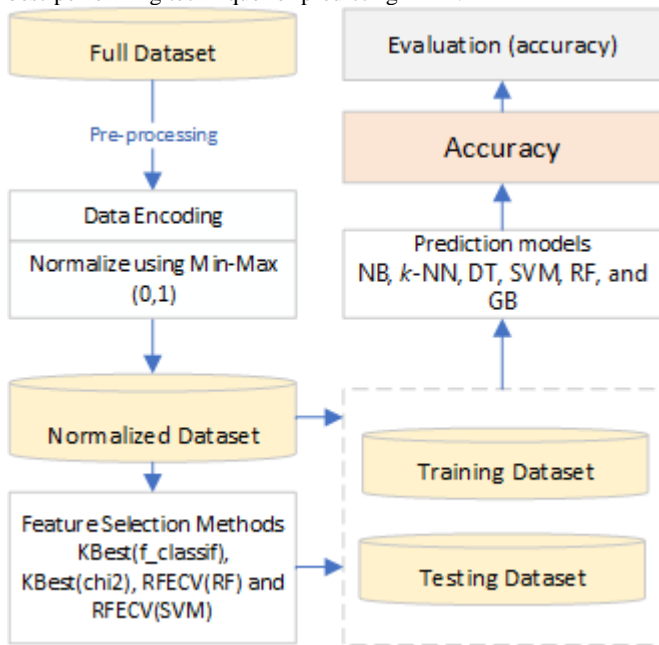 Full Dataset
Pre-processing
Data Encoding
Normalize using Min-Max
(0,1)
Normalized Dataset
Feature Selection Methods
KBest(f_classif),
KBest(chi2), RFECV(RF) and
RFECV(SVM)
Evaluation (accuracy)
Accuracy
Prediction models
NB, k-NN, DT, SVM, RF, and
GB
Training Dataset
Testing Dataset